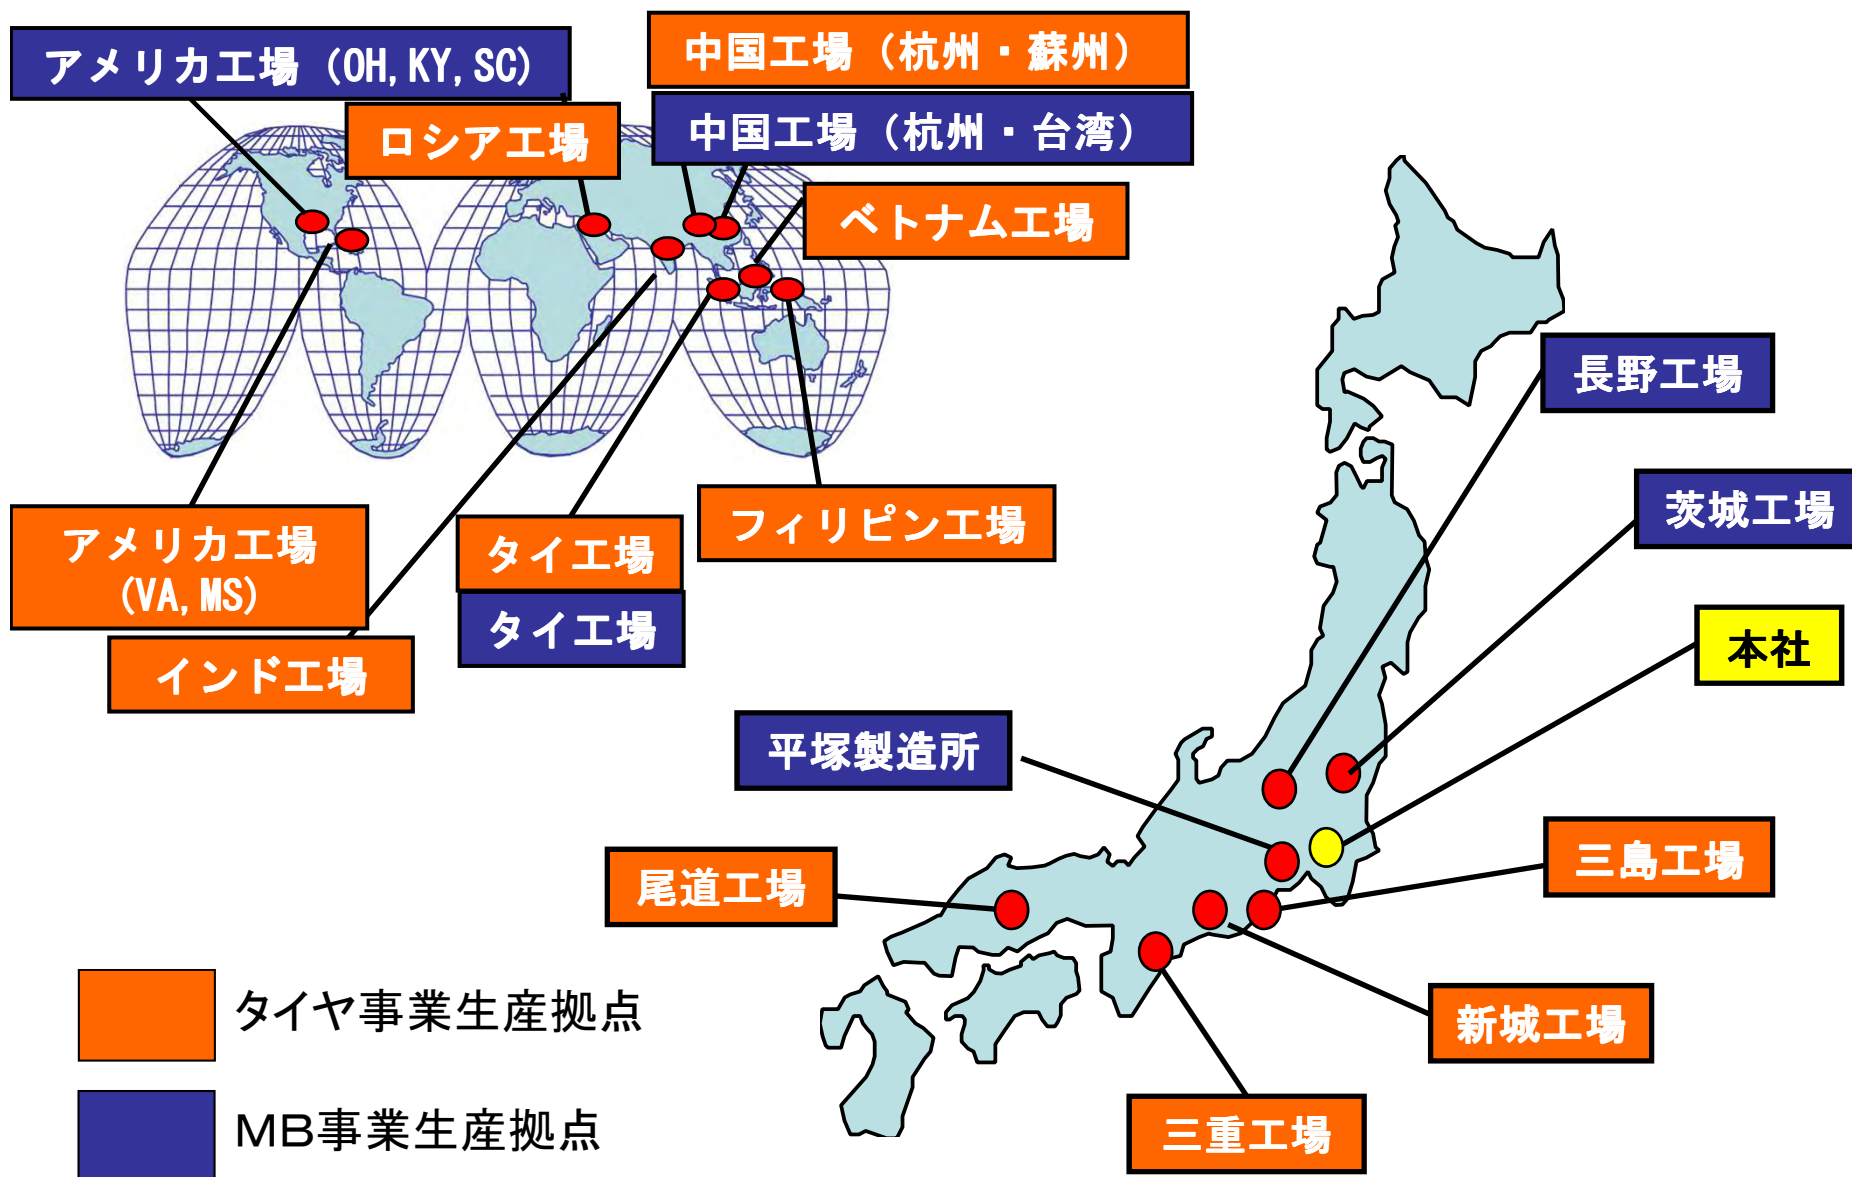 アメリカ工場（OH,KY,SC）
中国工場（杭州・蘇州）
中国工場（杭州・台湾）
ロシア工場
ベトナム工場
長野工場
茨城工場
フィリピン工場
アメリカ工場
（VA,MS）
タイ工場
タイ工場
インド工場
本社
平塚製造所
三島工場
尾道工場
新城工場
三重工場
タイヤ事業生産拠点
ＭＢ事業生産拠点